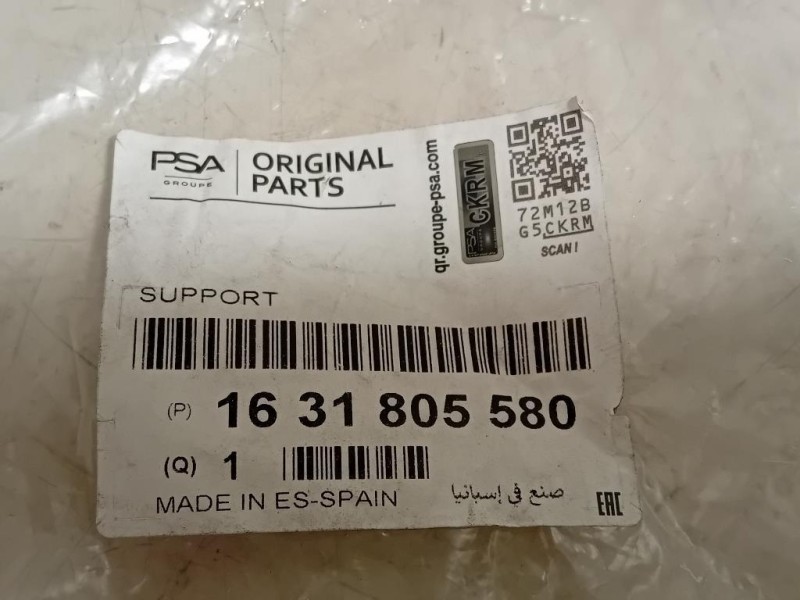 PSA
GROUPE
ORIGINAL
PARTS
qr.groupe-psa.com
PSA
CKRM
72M12B
G5CKRM
SCAN!
SUPPORT
(P) 16 31 805 580
(Q) 1
MADE IN ES-SPAIN
صنع في إسبانيا
EAC